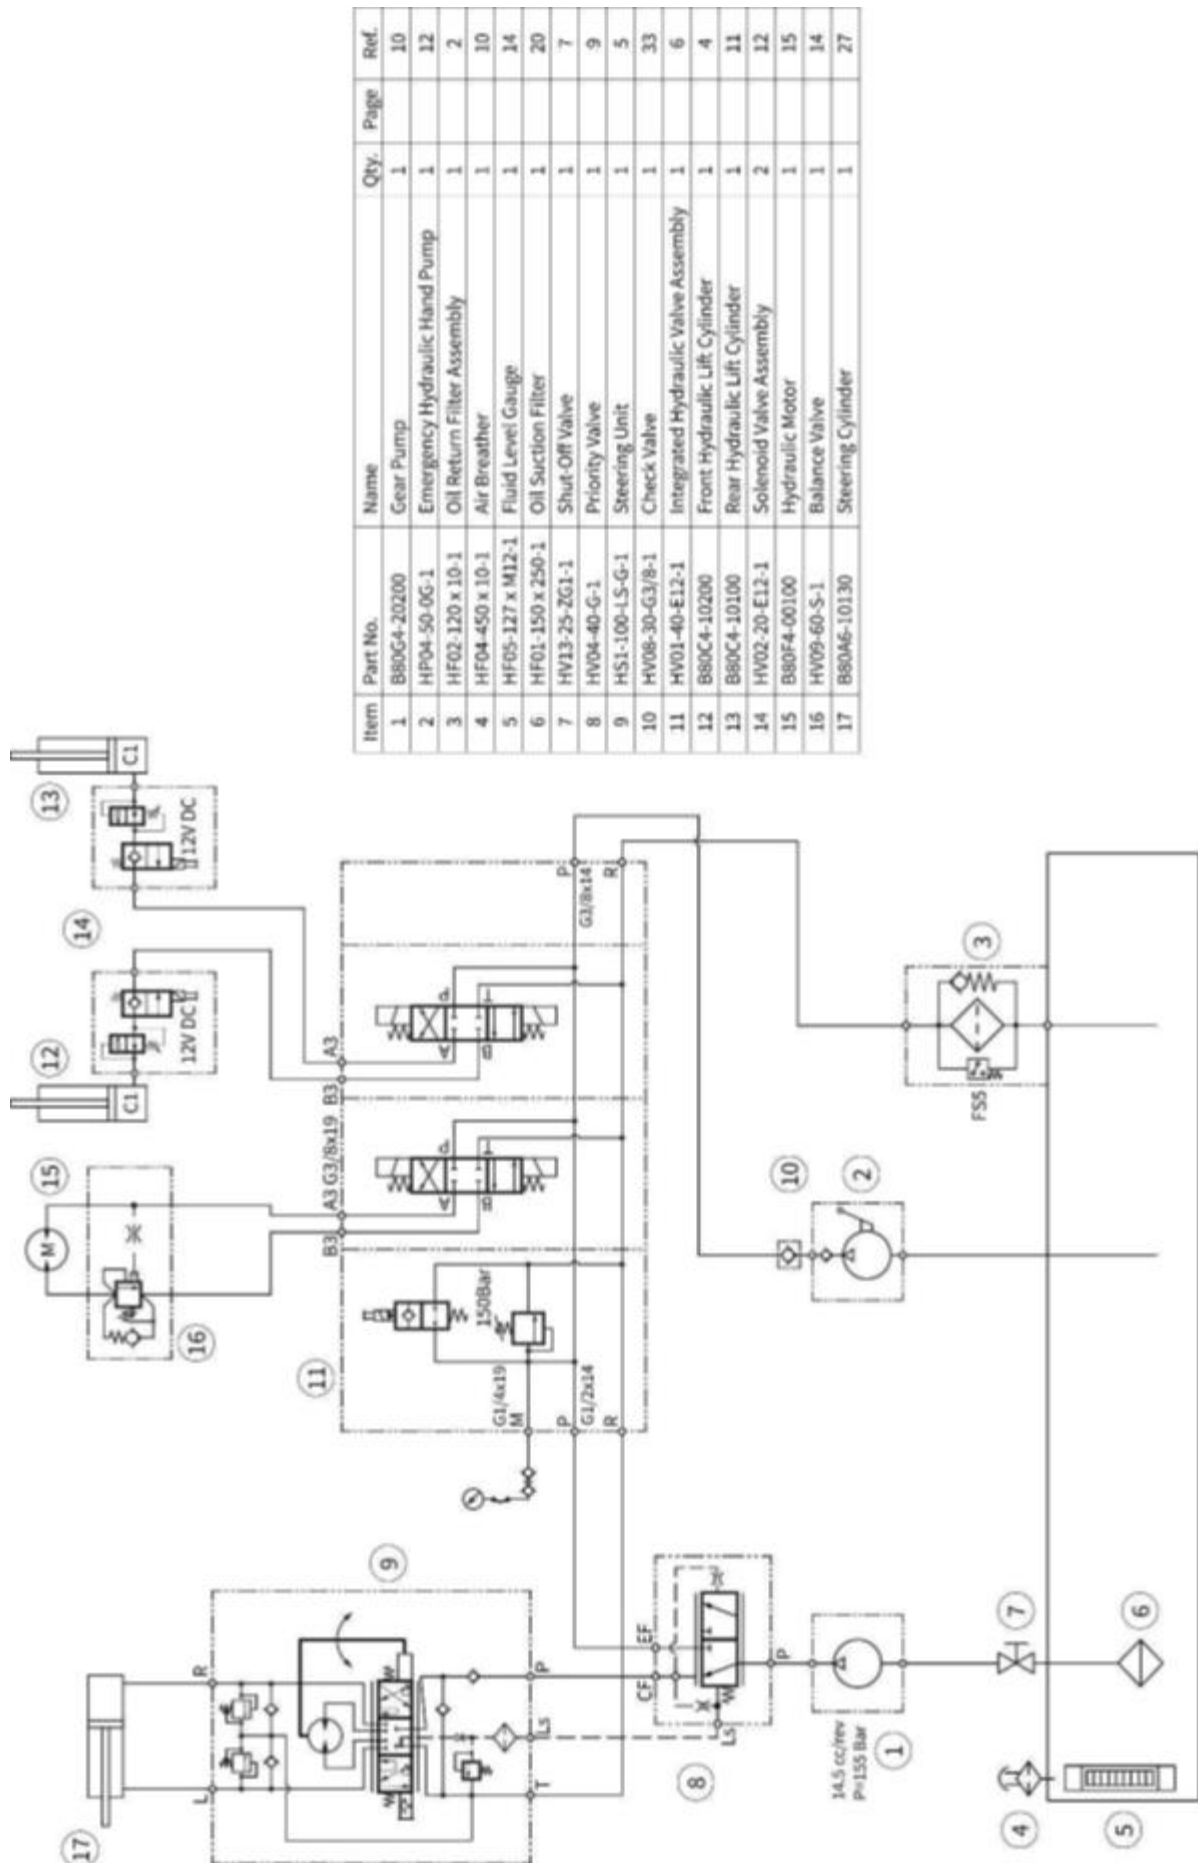 Item Part No. Name Qty. Page Ref.
1 B80G4-20200 Gear Pump 1 10
2 HP04-50-0G-1 Emergency Hydraulic Hand Pump 1 12
3 HF02-120 x 10-1 Oil Return Filter Assembly 1 2
4 HF04-450 x 10-1 Air Breather 1 10
5 HF05-127 x M12-1 Fluid Level Gauge 1 14
6 HF01-150 x 250-1 Oil Suction Filter 1 20
7 HV13-25-ZG1-1 Shut-Off Valve 1 7
8 HV04-40-G-1 Priority Valve 1 9
9 HS1-100-LS-G-1 Steering Unit 1 5
10 HV08-30-G3/8-1 Check Valve 1 33
11 HV01-40-E12-1 Integrated Hydraulic Valve Assembly 1 6
12 B80C4-10200 Front Hydraulic Lift Cylinder 1 4
13 B80C4-10100 Rear Hydraulic Lift Cylinder 1 11
14 HV02-20-E12-1 Solenoid Valve Assembly 2 12
15 B80F4-00100 Hydraulic Motor 1 15
16 HV09-60-S-1 Balance Valve 1 14
17 B80A6-10130 Steering Cylinder 1 27
17
L
R
9
T
LS
P
CF
EF
LS
P
8
14.5 cc/rev
P=155 Bar
1
4
5
7
6
15
M
16
12
C1
12V DC
14
13
C1
12V DC
11
B3
A3 G3/8x19
B3
A3
A
B
P
T
A
B
P
T
150Bar
G1/4x19
M
P
G1/2x14
R
P
G3/8x14
R
10
2
3
FS5